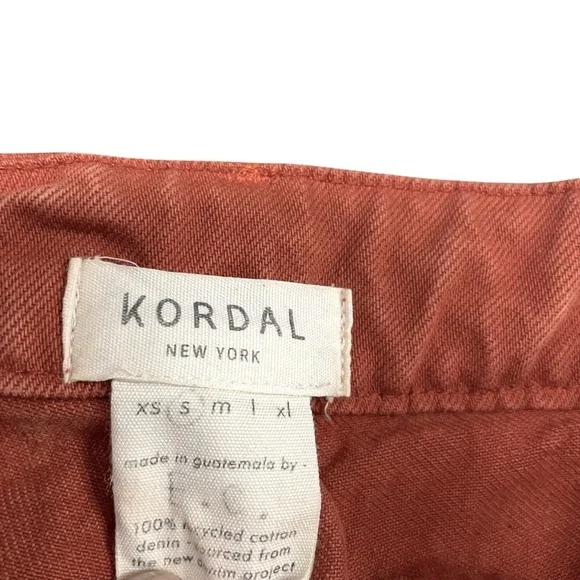 KORDAL
NEW YORK
xs s m l xl
made in guatemala by -
100% recycled cotton
denim - sourced from
the new denim project